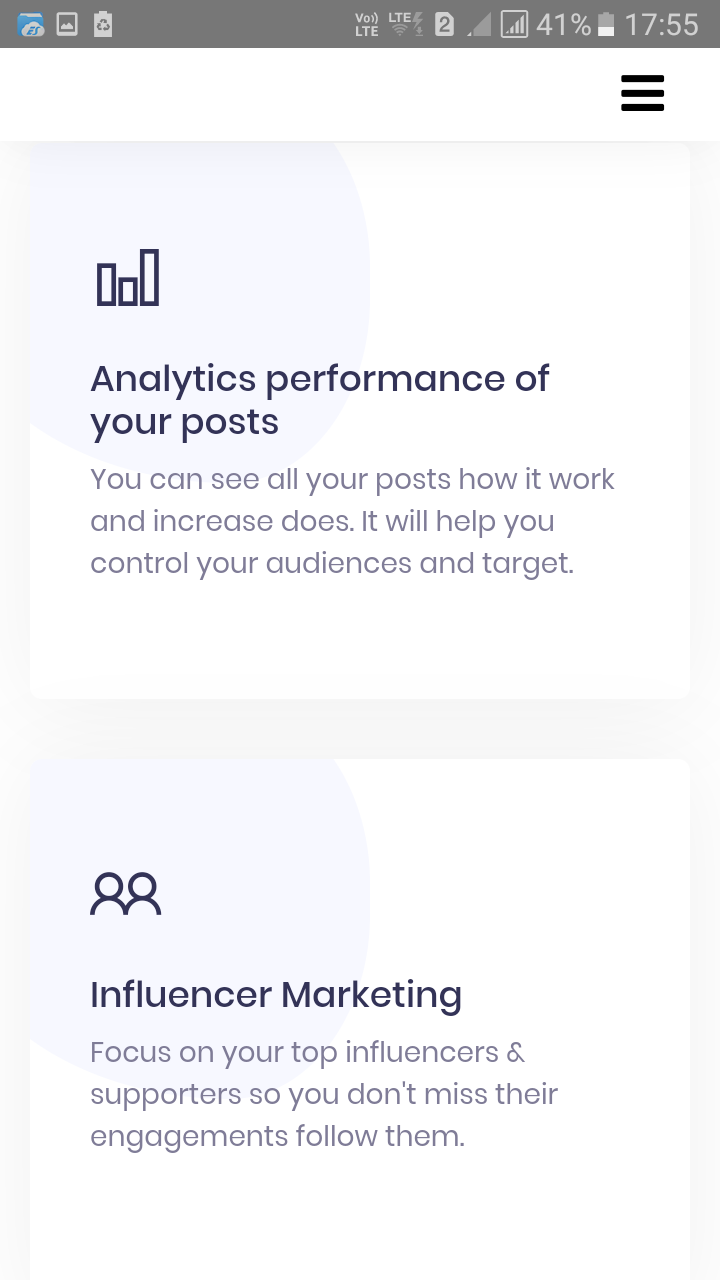 ES Vo)) LTE LTE 2 41% 17:55
Analytics performance of
your posts
You can see all your posts how it work
and increase does. It will help you
control your audiences and target.
Influencer Marketing
Focus on your top influencers &
supporters so you don't miss their
engagements follow them.